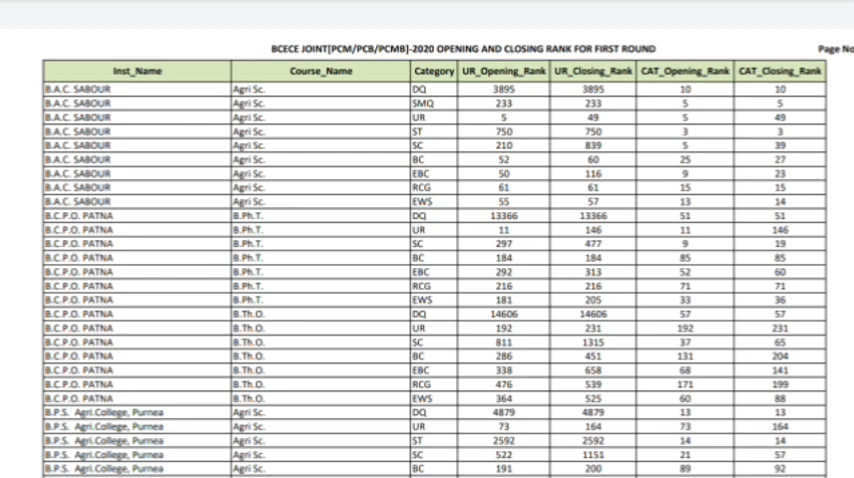 BCECE JOINT[PCM/PCB/PCMB]-2020 OPENING AND CLOSING RANK FOR FIRST ROUND Page No
Inst_Name Course_Name Category UR_Opening_Rank UR_Closing_Rank CAT_Opening_Rank CAT_Closing_Rank
B.A.C. SABOUR Agri Sc. DQ 3895 3895 10 10
B.A.C. SABOUR Agri Sc. SMQ 233 233 5 5
B.A.C. SABOUR Agri Sc. UR 5 49 5 49
B.A.C. SABOUR Agri Sc. ST 750 750 3 3
B.A.C. SABOUR Agri Sc. SC 210 839 5 39
B.A.C. SABOUR Agri Sc. BC 52 60 25 27
B.A.C. SABOUR Agri Sc. EBC 50 116 9 23
B.A.C. SABOUR Agri Sc. RCG 61 61 15 15
B.A.C. SABOUR Agri Sc. EWS 55 57 13 14
B.C.P.O. PATNA B.Ph.T. DQ 13366 13366 51 51
B.C.P.O. PATNA B.Ph.T. UR 11 146 11 146
B.C.P.O. PATNA B.Ph.T. SC 297 477 9 19
B.C.P.O. PATNA B.Ph.T. BC 184 184 85 85
B.C.P.O. PATNA B.Ph.T. EBC 292 313 52 60
B.C.P.O. PATNA B.Ph.T. RCG 216 216 71 71
B.C.P.O. PATNA B.Ph.T. EWS 181 205 33 36
B.C.P.O. PATNA B.Th.O. DQ 14606 14606 57 57
B.C.P.O. PATNA B.Th.O. UR 192 231 192 231
B.C.P.O. PATNA B.Th.O. SC 811 1315 37 65
B.C.P.O. PATNA B.Th.O. BC 286 451 131 204
B.C.P.O. PATNA B.Th.O. EBC 338 658 68 141
B.C.P.O. PATNA B.Th.O. RCG 476 539 171 199
B.C.P.O. PATNA B.Th.O. EWS 364 525 60 88
B.P.S. Agri.College, Purnea Agri Sc. DQ 4879 4879 13 13
B.P.S. Agri.College, Purnea Agri Sc. UR 73 164 73 164
B.P.S. Agri.College, Purnea Agri Sc. ST 2592 2592 14 14
B.P.S. Agri.College, Purnea Agri Sc. SC 522 1151 21 57
B.P.S. Agri.College, Purnea Agri Sc. BC 191 200 89 92